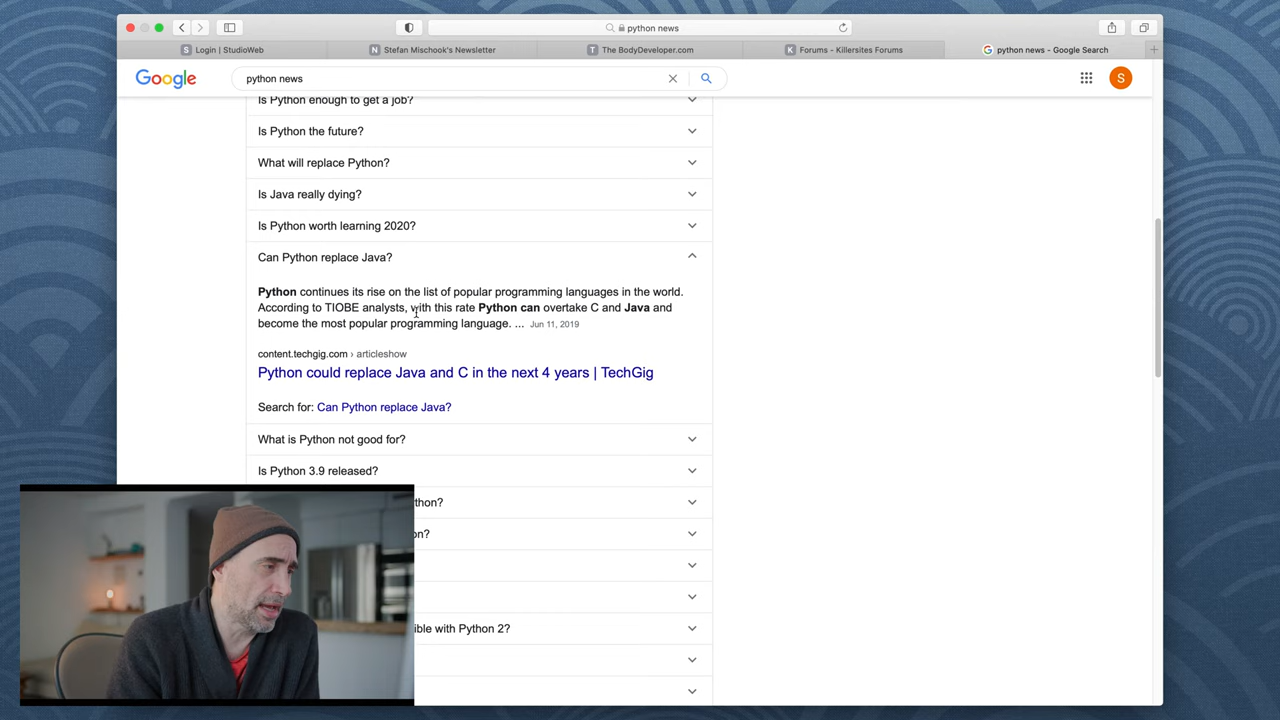 python news
Login | StudioWeb
Stefan Mischook's Newsletter
The BodyDeveloper.com
Forums - Killersites Forums
python news - Google Search
Google
python news
S
Is Python enough to get a job?
Is Python the future?
What will replace Python?
Is Java really dying?
Is Python worth learning 2020?
Can Python replace Java?
Python continues its rise on the list of popular programming languages in the world.
According to TIOBE analysts, with this rate Python can overtake C and Java and
become the most popular programming language. ... Jun 11, 2019
content.techgig.com › articleshow
Python could replace Java and C in the next 4 years | TechGig
Search for: Can Python replace Java?
What is Python not good for?
Is Python 3.9 released?
thon?
on?
ible with Python 2?